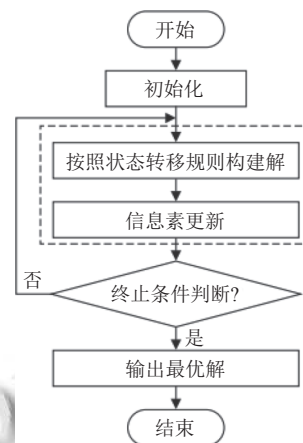 开始
初始化
按照状态转移规则构建解
信息素更新
否
终止条件判断?
是
输出最优解
结束